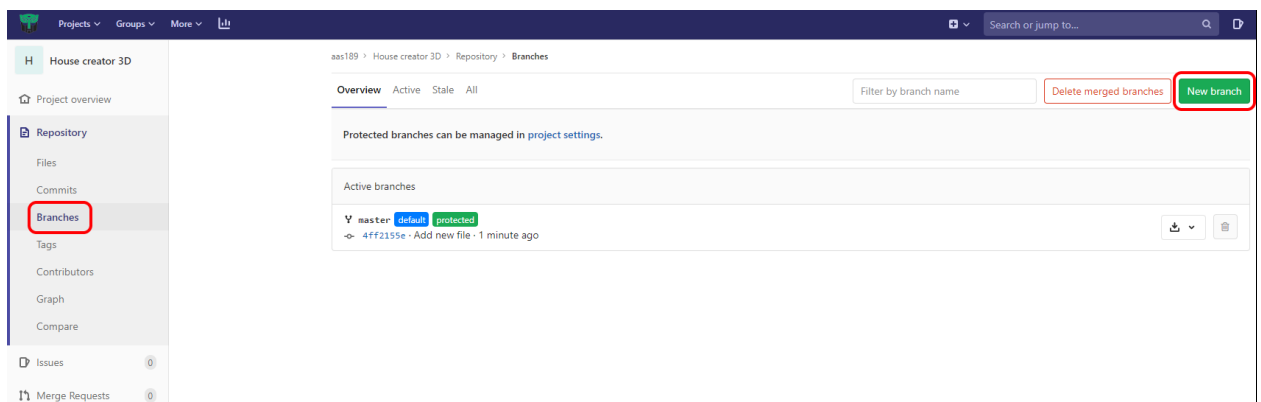 Projects Groups More Search or jump to...
H House creator 3D
aas189 > House creator 3D > Repository > Branches
Overview Active Stale All Filter by branch name Delete merged branches New branch
Project overview
Repository
Protected branches can be managed in project settings.
Files
Commits
Active branches
Branches
master default protected
4ff2155e · Add new file · 1 minute ago
Tags
Contributors
Graph
Compare
Issues 0
Merge Requests 0